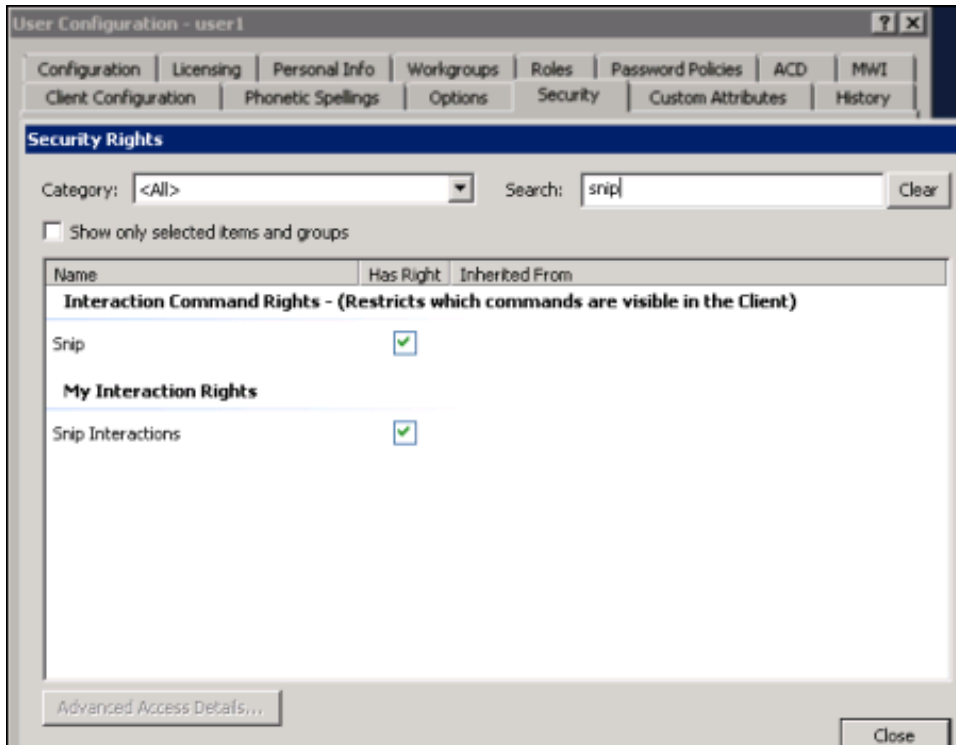 User Configuration - user1
Configuration Licensing Personal Info Workgroups Roles Password Policies ACD MWI
Client Configuration Phonetic Spellings Options Security Custom Attributes History
Security Rights
Category: <All> Search: snip Clear
Show only selected items and groups
Name Has Right Inherited From
Interaction Command Rights - (Restricts which commands are visible in the Client)
Snip
My Interaction Rights
Snip Interactions
Advanced Access Details...
Close